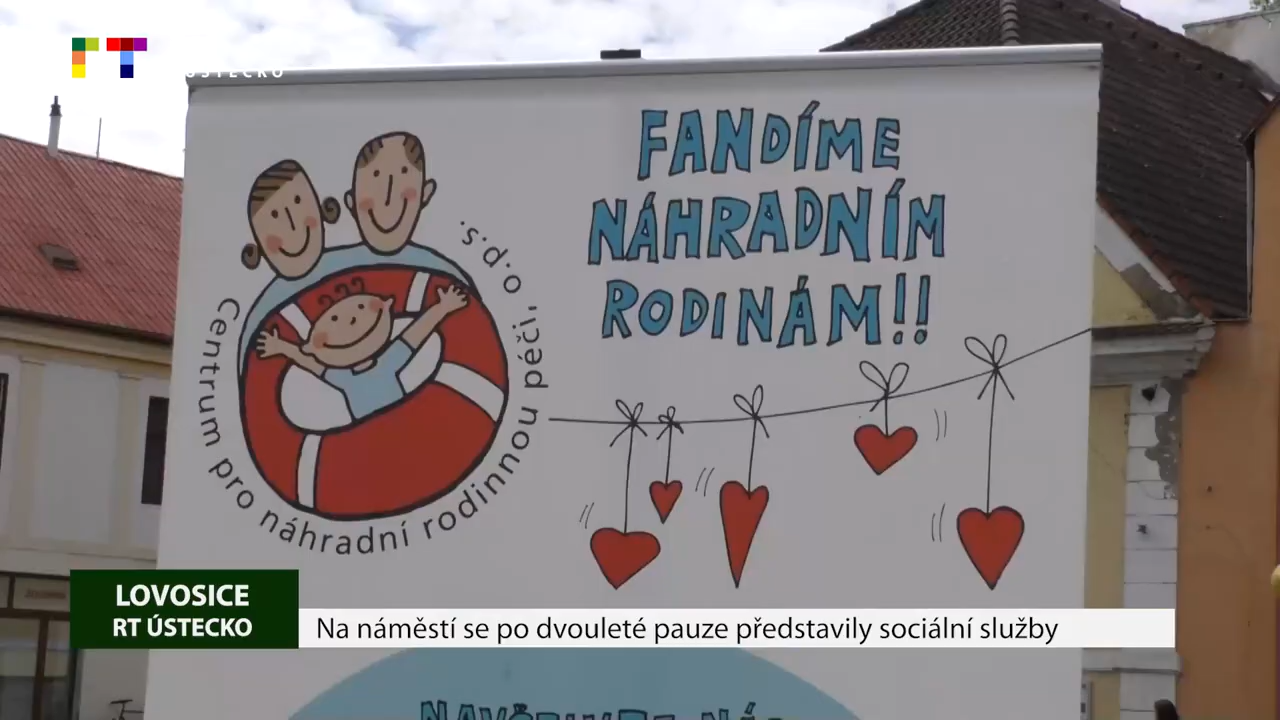 RT
ÚSTECKO
FANDÍME
NÁHRADNÍM
RODINÁM!!
Centrum pro náhradní rodinnou péči, o.p.s.
LOVOSICE
RT ÚSTECKO
Na náměstí se po dvouleté pauze představily sociální služby